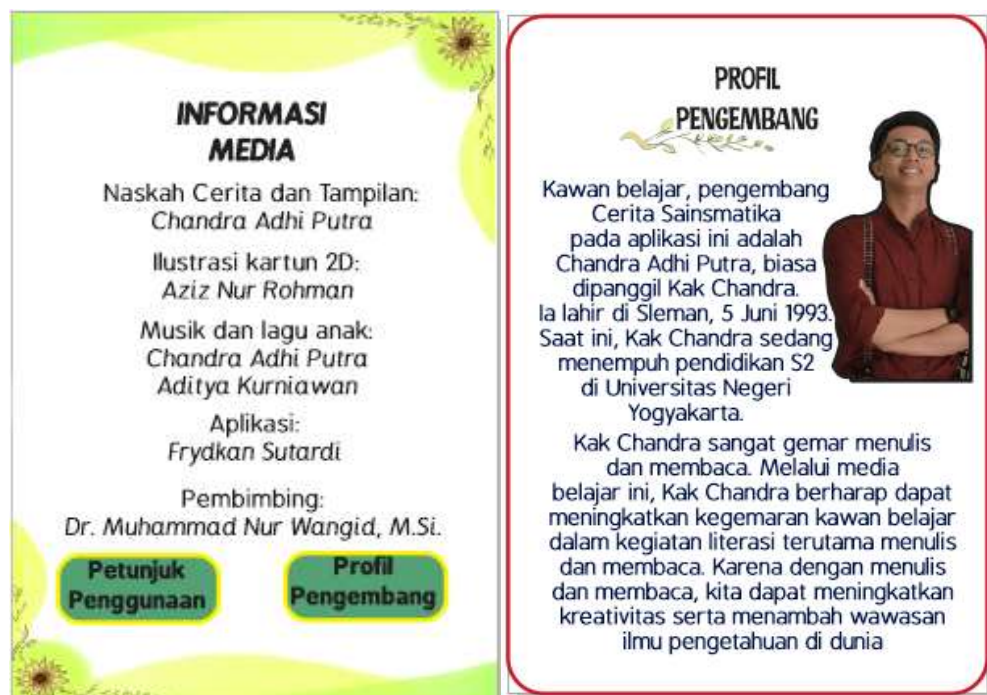 INFORMASI
MEDIA
Naskah Cerita dan Tampilan:
Chandra Adhi Putra
Ilustrasi kartun 2D:
Aziz Nur Rohman
Musik dan lagu anak:
Chandra Adhi Putra
Aditya Kurniawan
Aplikasi:
Frydkan Sutardi
Pembimbing:
Dr. Muhammad Nur Wangid, M.Si.
Petunjuk
Penggunaan
Profil
Pengembang
PROFIL
PENGEMBANG
Kawan belajar, pengembang
Cerita Sainsmatika
pada aplikasi ini adalah
Chandra Adhi Putra, biasa
dipanggil Kak Chandra.
Ia lahir di Sleman, 5 Juni 1993.
Saat ini, Kak Chandra sedang
menempuh pendidikan S2
di Universitas Negeri
Yogyakarta.
Kak Chandra sangat gemar menulis
dan membaca. Melalui media
belajar ini, Kak Chandra berharap dapat
meningkatkan kegemaran kawan belajar
dalam kegiatan literasi terutama menulis
dan membaca. Karena dengan menulis
dan membaca, kita dapat meningkatkan
kreativitas serta menambah wawasan
ilmu pengetahuan di dunia